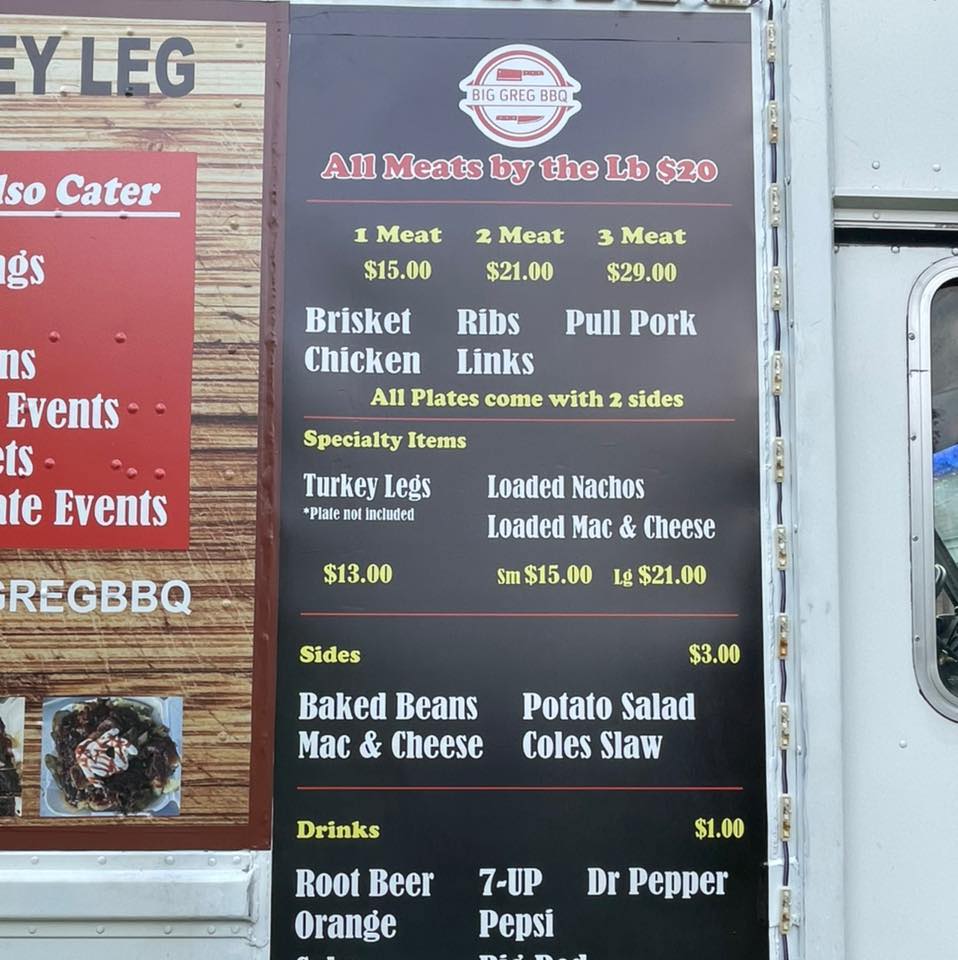 EY LEG
lso Cater
ngs
ns
Events
ets
ate Events
GREGBBQ
BIG GREG BBQ
All Meats by the Lb $20
1 Meat 2 Meat 3 Meat
$15.00 $21.00 $29.00
Brisket Ribs Pull Pork
Chicken Links
All Plates come with 2 sides
Specialty Items
Turkey Legs Loaded Nachos
*Plate not included
Loaded Mac & Cheese
$13.00 Sm $15.00 Lg $21.00
Sides $3.00
Baked Beans Potato Salad
Mac & Cheese Coles Slaw
Drinks $1.00
Root Beer 7-UP Dr Pepper
Orange Pepsi
Big Red